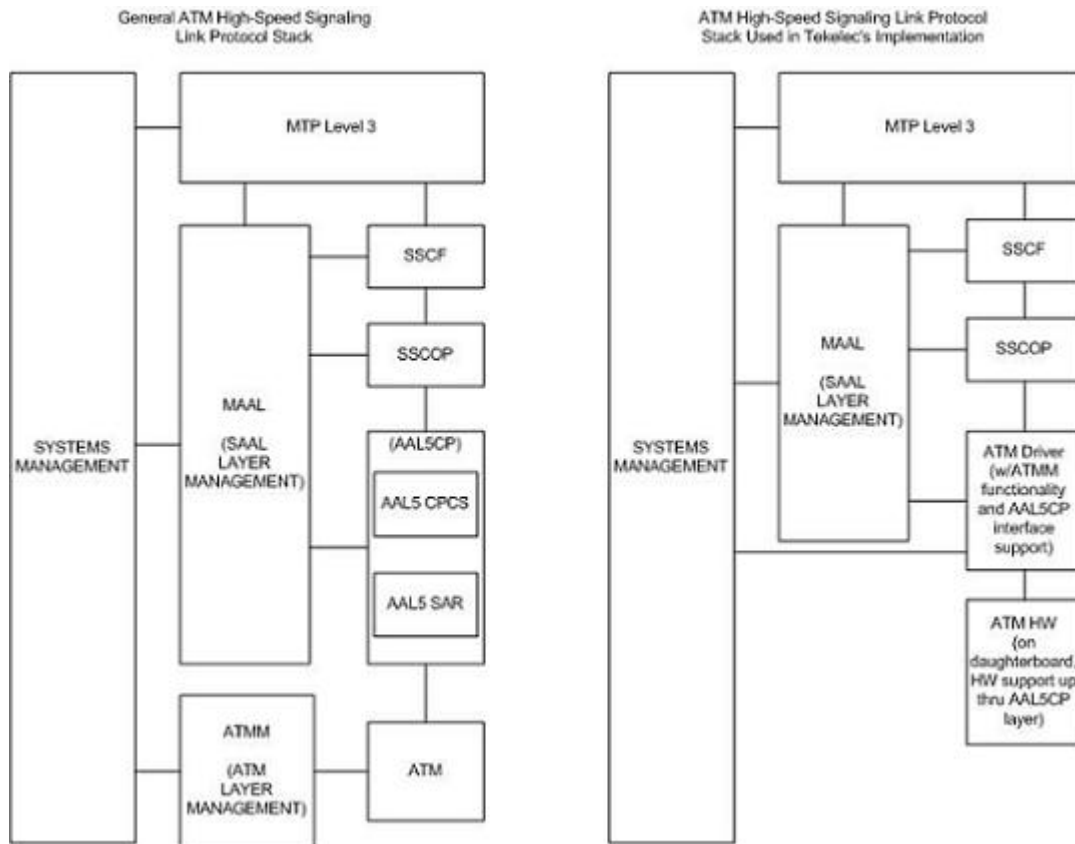 General ATM High-Speed Signaling
Link Protocol Stack
MTP Level 3
SSCF
SSCOP
MAAL
(SAAL
LAYER
MANAGEMENT)
SYSTEMS
MANAGEMENT
(AAL5CP)
AAL5 CPCS
AAL5 SAR
ATMM
(ATM
LAYER
MANAGEMENT)
ATM
ATM High-Speed Signaling Link Protocol
Stack Used in Tekelec's Implementation
MTP Level 3
SSCF
SSCOP
MAAL
(SAAL
LAYER
MANAGEMENT)
SYSTEMS
MANAGEMENT
ATM Driver
(w/ATMM
functionality
and AAL5CP
interface
support)
ATM HW
(on
daughterboard,
HW support up
thru AAL5CP
layer)